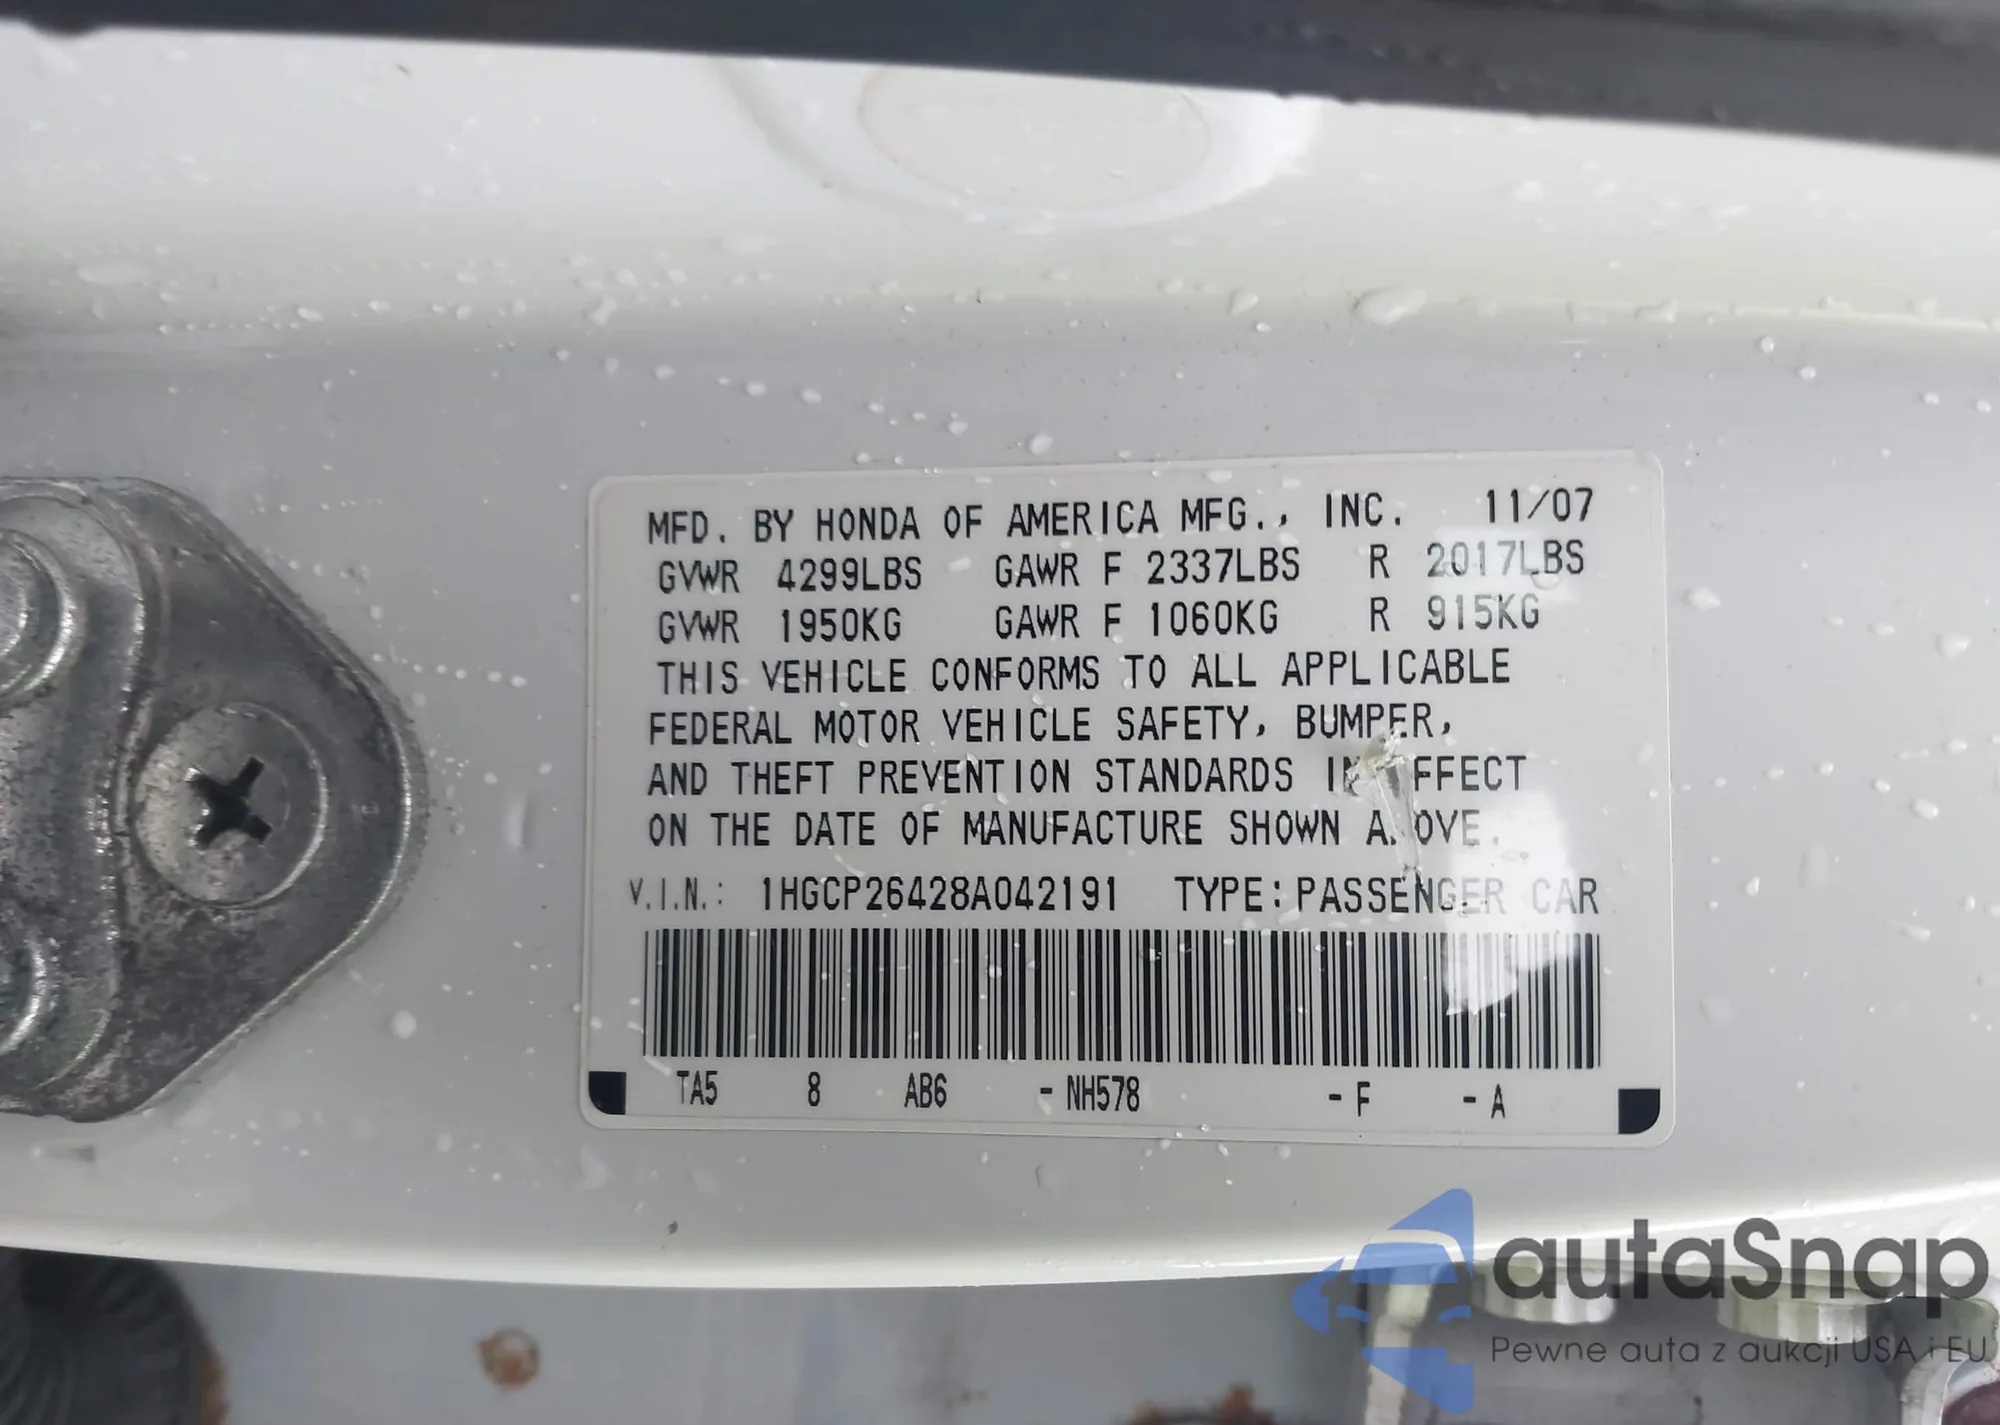 MFD. BY HONDA OF AMERICA MFG., INC. 11/07
GVWR 4299LBS GAWR F 2337LBS R 2017LBS
GVWR 1950KG GAWR F 1060KG R 915KG
THIS VEHICLE CONFORMS TO ALL APPLICABLE
FEDERAL MOTOR VEHICLE SAFETY, BUMPER,
AND THEFT PREVENTION STANDARDS IN EFFECT
ON THE DATE OF MANUFACTURE SHOWN ABOVE.
V.I.N.: 1HGCP26428A042191 TYPE: PASSENGER CAR
TA5 8 AB6 - NH578 - F - A
autaSnap
Pewne auta z aukcji USA i EU